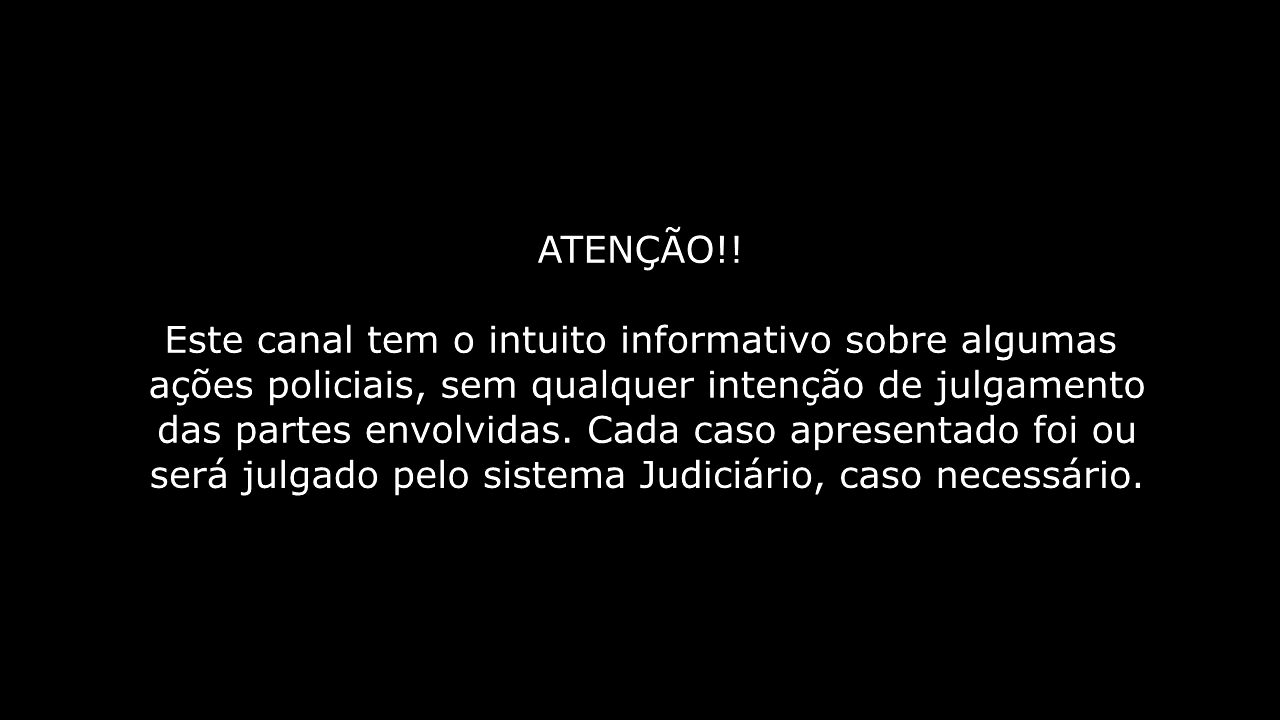 ATENÇÃO!!
Este canal tem o intuito informativo sobre algumas
ações policiais, sem qualquer intenção de julgamento
das partes envolvidas. Cada caso apresentado foi ou
será julgado pelo sistema Judiciário, caso necessário.